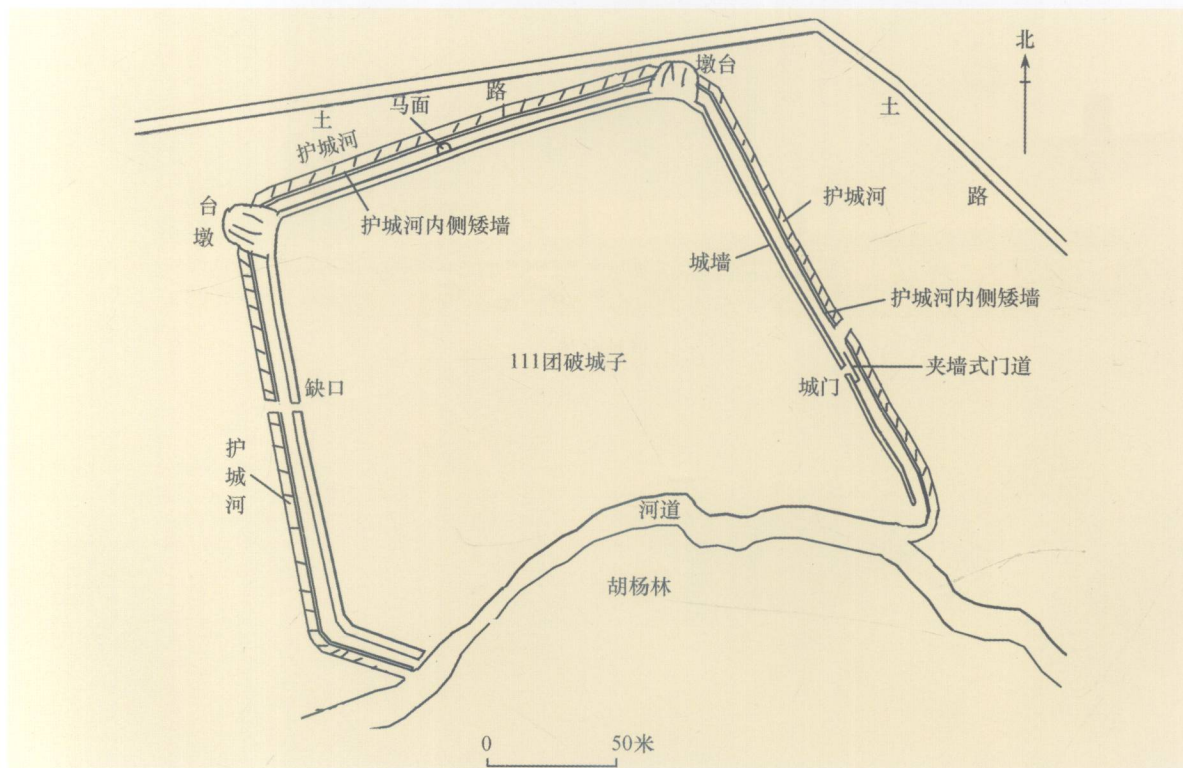 北
墩台
土路
马面
土路
护城河
台墩
护城河内侧矮墙
护城河
城墙
护城河内侧矮墙
111团破城子
夹墙式门道
缺口
城门
护城河
河道
胡杨林
0 50米